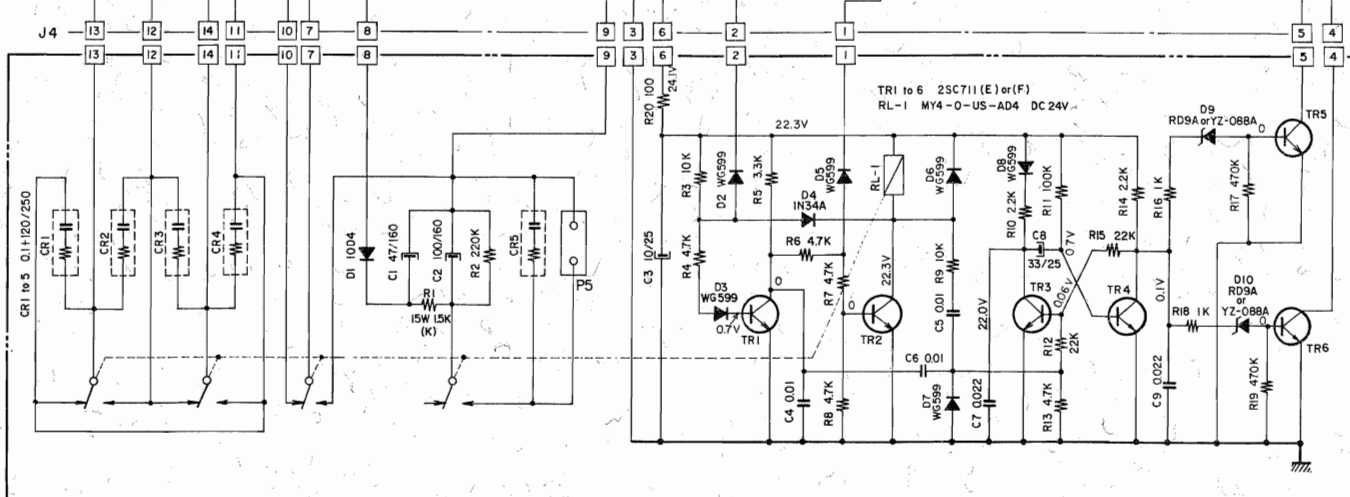 J4
13 12 14 11 10 7 8 9 3 6 2 1 5 4
13 12 14 11 10 7 8 9 3 6 2 1 5 4
CR1 to 5 0.1+120/250
CR1
CR2
CR3
CR4
D1 10D4
C1 47/160
C2 100/160
R2 220K
R1
15W 1.5K
(K)
CR5
P5
R20 100
24.1V
22.3V
C3 10/25
R3 10K
R4 4.7K
D2 WG599
R5 3.3K
D3
WG599
0.7V
TR1
0
D4
1N34A
R6 4.7K
D5
WG599
R7 4.7K
R8 4.7K
C4 0.01
0
TR2
22.3V
RL-1
TR1 to 6 2SC711(E) or (F)
RL-1 MY4-0-US-AD4 DC 24V
D6
WG599
R9 10K
C5 0.01
C6 0.01
D7
WG599
C7 0.022
22.0V
D8
WG599
R10 2.2K
R11 100K
C8
33/25
0.7V
TR3
0.06V
R12
22K
R13 4.7K
R14 2.2K
R15 22K
TR4
0.1V
R16 1K
C9 0.022
R18 1K
D9
RD9A or YZ-088A
0
R17 470K
TR5
D10
RD9A
or
YZ-088A
0
R19 470K
TR6